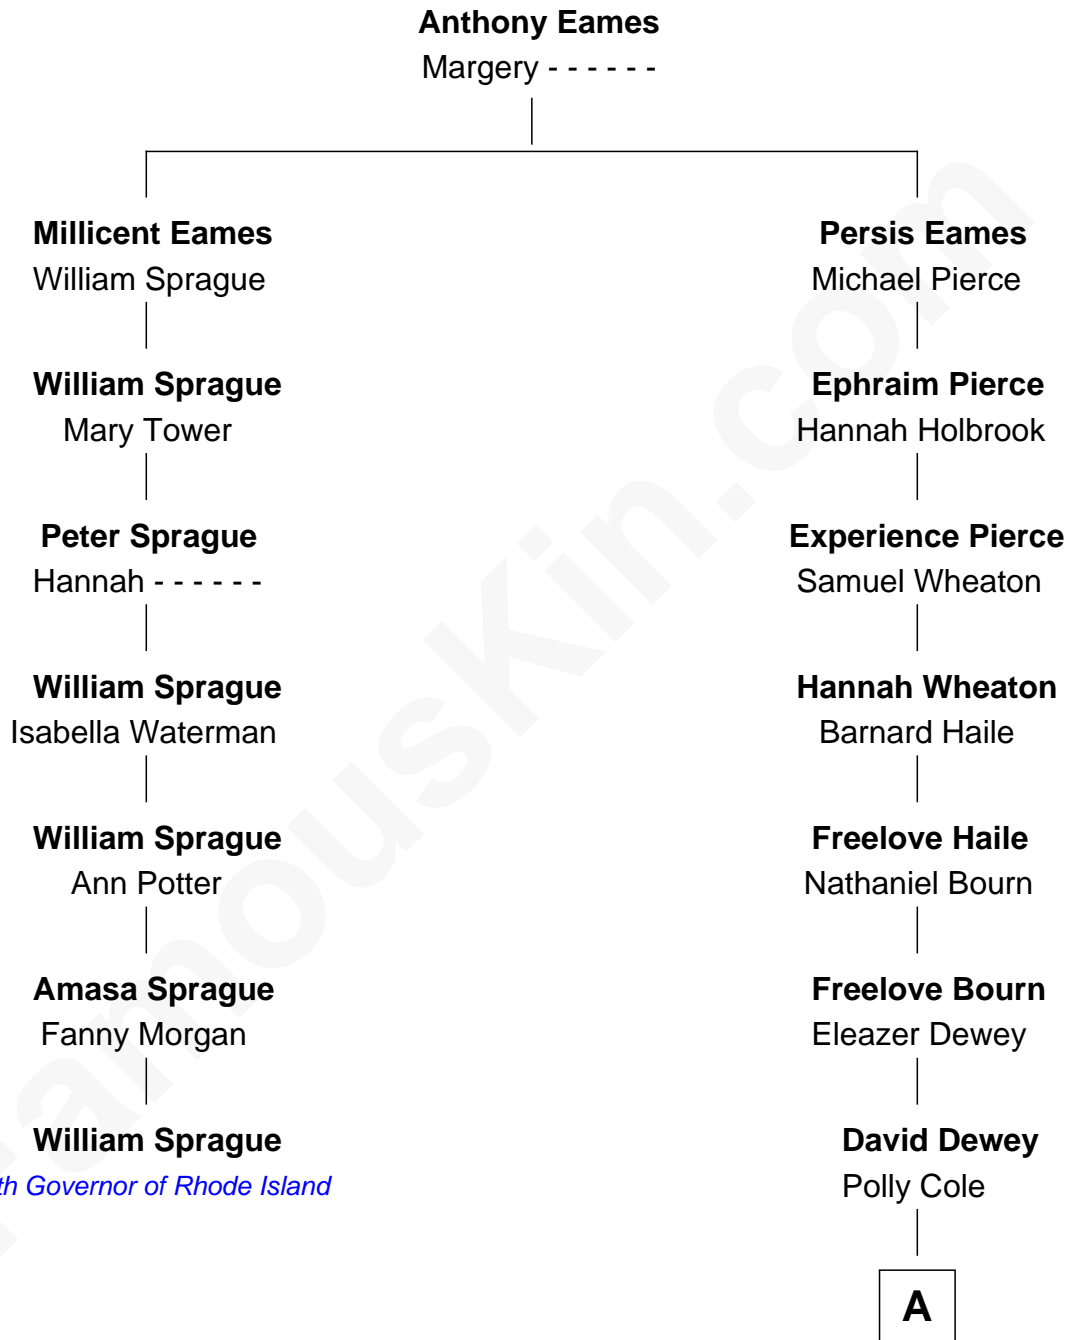 Anthony Eames
Margery - - - - - -
Millicent Eames
William Sprague
Persis Eames
Michael Pierce
William Sprague
Mary Tower
Ephraim Pierce
Hannah Holbrook
Peter Sprague
Hannah - - - - - -
Experience Pierce
Samuel Wheaton
William Sprague
Isabella Waterman
Hannah Wheaton
Barnard Haile
William Sprague
Ann Potter
Freelove Haile
Nathaniel Bourn
Amasa Sprague
Fanny Morgan
Freelove Bourn
Eleazer Dewey
William Sprague
th Governor of Rhode Island
David Dewey
Polly Cole
A
FamousKin.com